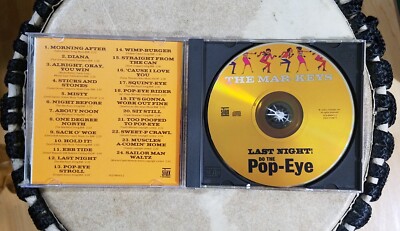 1. MORNING AFTER
2. DIANA
3. ALRIGHT, OKAY,
YOU WIN
4. STICKS AND
STONES
5. MISTY
6. NIGHT BEFORE
7. ABOUT NOON
8. ONE DEGREE
NORTH
9. SACK O' WOE
10. HOLD IT!
11. EBB TIDE
12. LAST NIGHT
13. POP-EYE
STROLL
14. WIMP-BURGER
15. STRAIGHT FROM
THE CAN
16. 'CAUSE I LOVE
YOU
17. SQUINT-EYE
18. POP-EYE RIDER
19. IT'S GONNA
WORK OUT FINE
20. SIT STILL
21. TOO POOPED TO
POP-EYE
22. SWEET-P CRAWL
23. MUSCLES
A-COMIN' HOME
24. SAILOR MAN
WALTZ
THE MAR-KEYS
LAST NIGHT!
DO THE
Pop-Eye